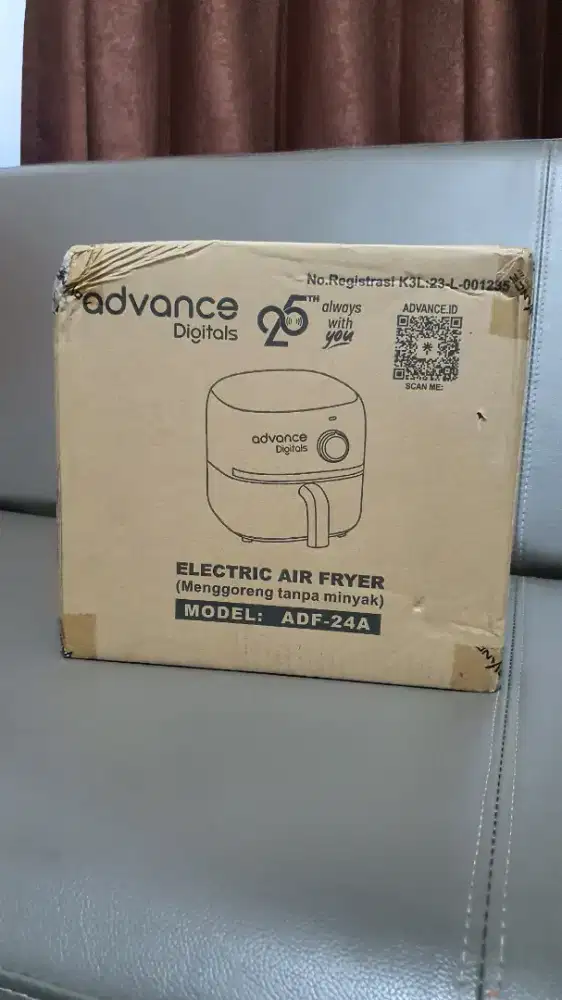 No.Registrasi K3L:23-L-001235
advance
Digitals
25TH
always
with
you
ADVANCE.ID
SCAN ME:
advance
Digitals
ELECTRIC AIR FRYER
(Menggoreng tanpa minyak)
MODEL: ADF-24A